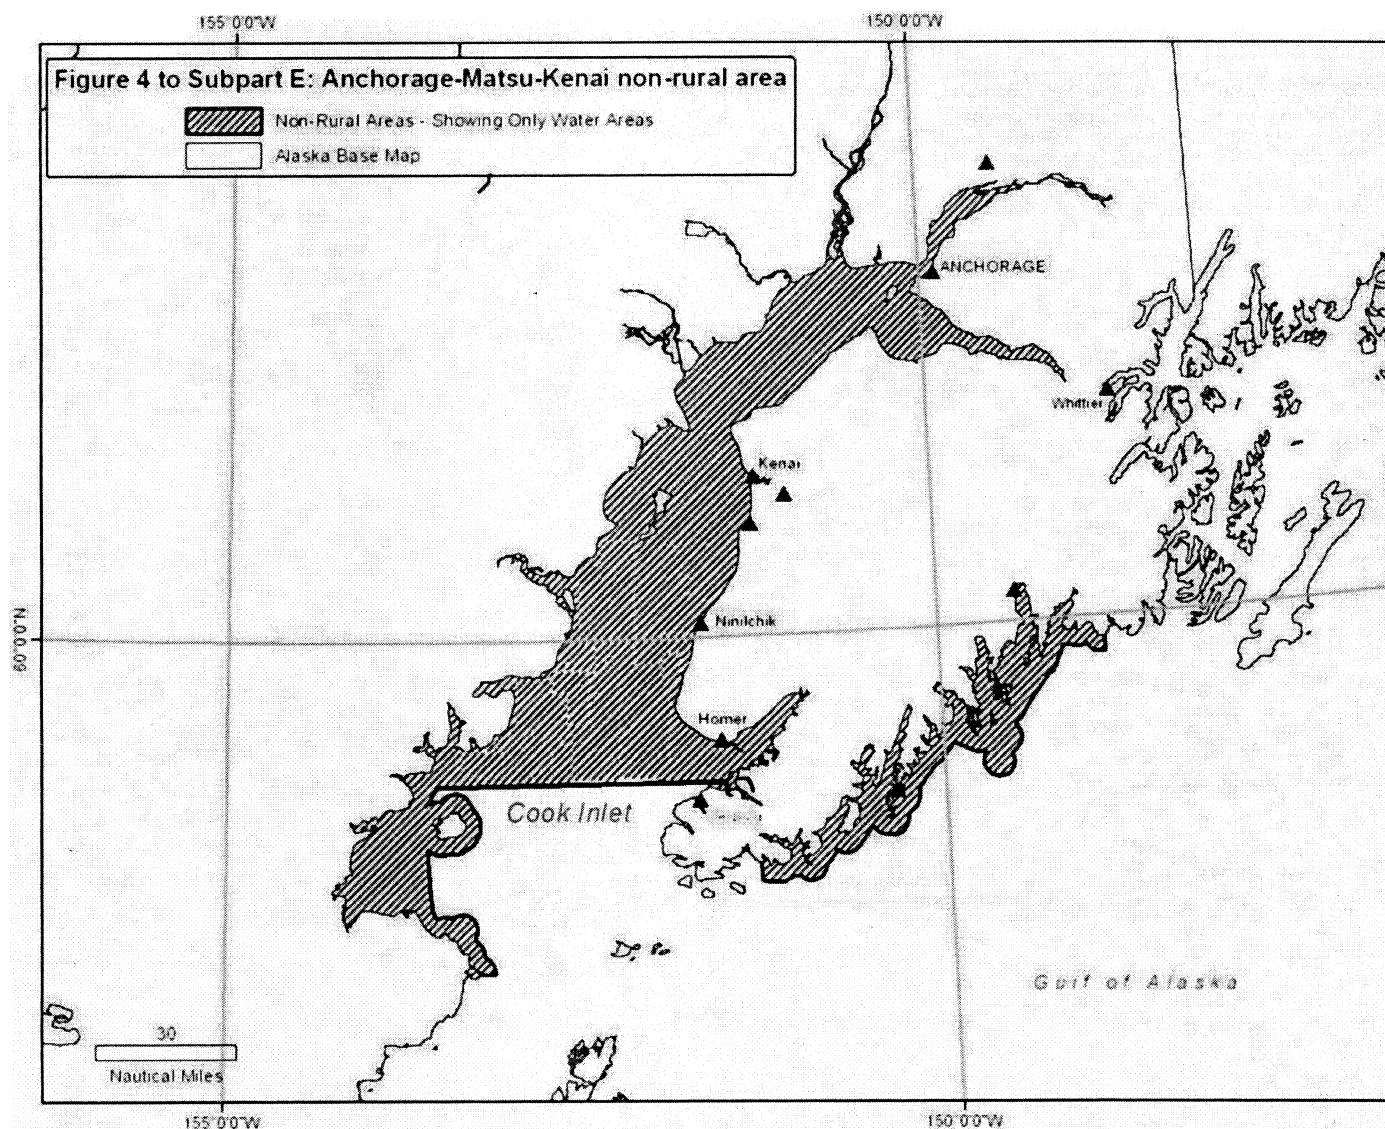 155°0'0"W
150°0'0"W
Figure 4 to Subpart E: Anchorage-Matsu-Kenai non-rural area
Non-Rural Areas - Showing Only Water Areas
Alaska Base Map
ANCHORAGE
Whittier
Kenai
60°0'0"N
Ninilchik
Homer
Cook Inlet
Gulf of Alaska
30
Nautical Miles
155°0'0"W
150°0'0"W